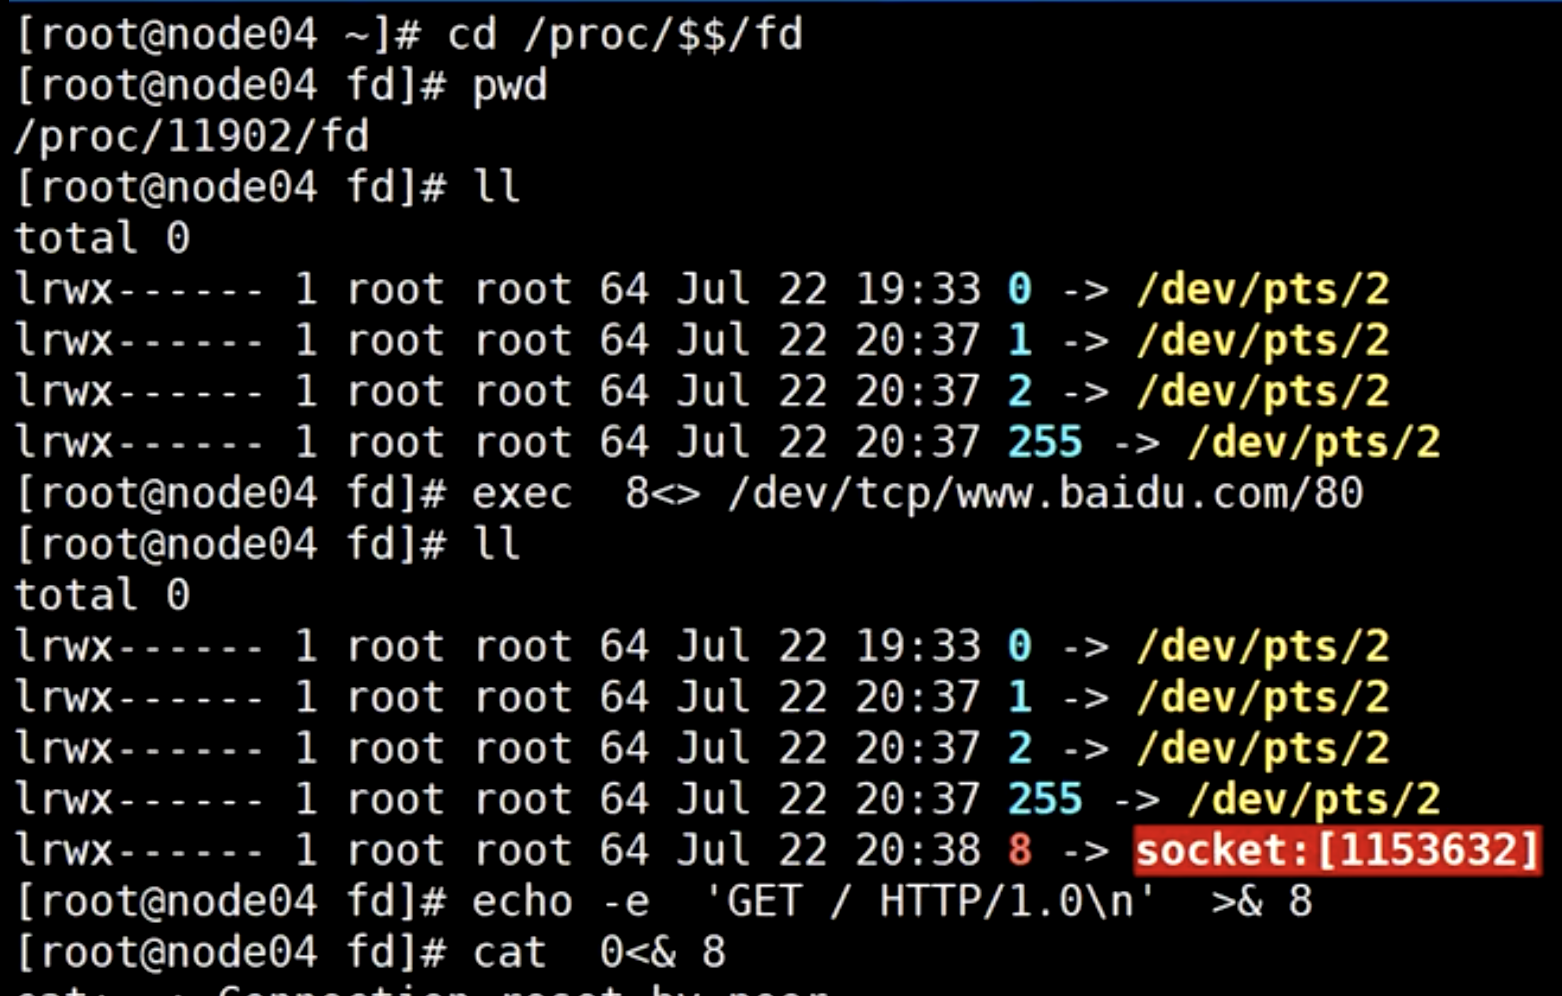 [root@node04 ~]# cd /proc/$$/fd
[root@node04 fd]# pwd
/proc/11902/fd
[root@node04 fd]# ll
total 0
lrwx------ 1 root root 64 Jul 22 19:33 0 -> /dev/pts/2
lrwx------ 1 root root 64 Jul 22 20:37 1 -> /dev/pts/2
lrwx------ 1 root root 64 Jul 22 20:37 2 -> /dev/pts/2
lrwx------ 1 root root 64 Jul 22 20:37 255 -> /dev/pts/2
[root@node04 fd]# exec  8<> /dev/tcp/www.baidu.com/80
[root@node04 fd]# ll
total 0
lrwx------ 1 root root 64 Jul 22 19:33 0 -> /dev/pts/2
lrwx------ 1 root root 64 Jul 22 20:37 1 -> /dev/pts/2
lrwx------ 1 root root 64 Jul 22 20:37 2 -> /dev/pts/2
lrwx------ 1 root root 64 Jul 22 20:37 255 -> /dev/pts/2
lrwx------ 1 root root 64 Jul 22 20:38 8 -> socket:[1153632]
[root@node04 fd]# echo -e  'GET / HTTP/1.0\n'  >& 8
[root@node04 fd]# cat  0<& 8
cat: -: Connection reset by peer